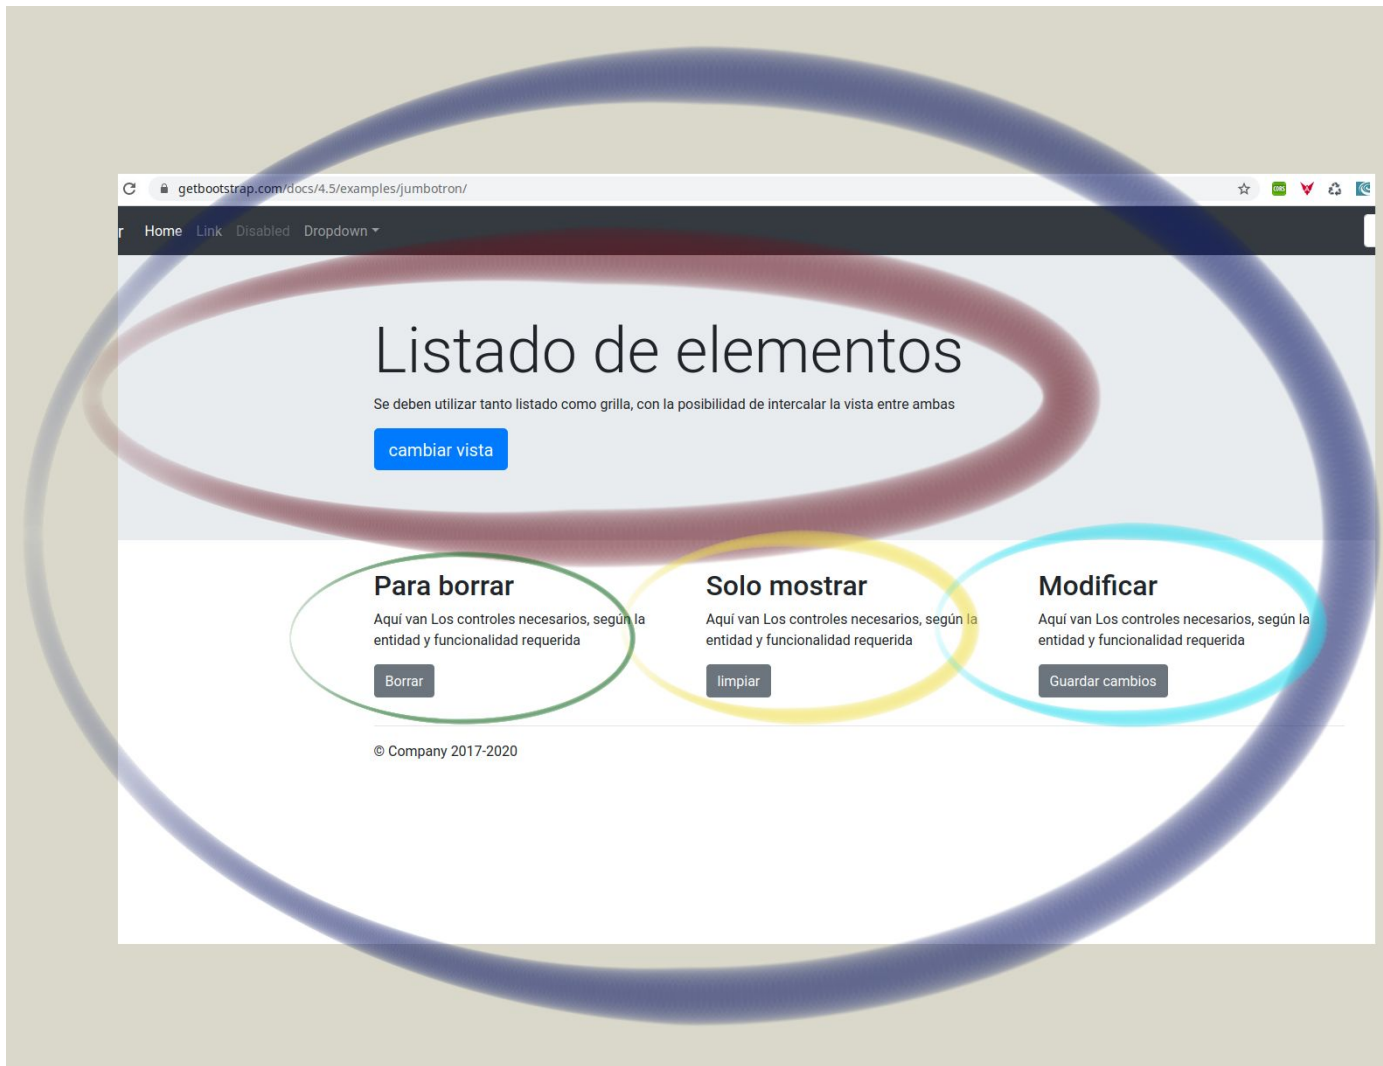 getbootstrap.com/docs/4.5/examples/jumbotron/
CORS
r Home Link Disabled Dropdown
Listado de elementos
Se deben utilizar tanto listado como grilla, con la posibilidad de intercalar la vista entre ambas
cambiar vista
Para borrar
Aquí van Los controles necesarios, según la
entidad y funcionalidad requerida
Borrar
Solo mostrar
Aquí van Los controles necesarios, según la
entidad y funcionalidad requerida
limpiar
Modificar
Aquí van Los controles necesarios, según la
entidad y funcionalidad requerida
Guardar cambios
© Company 2017-2020